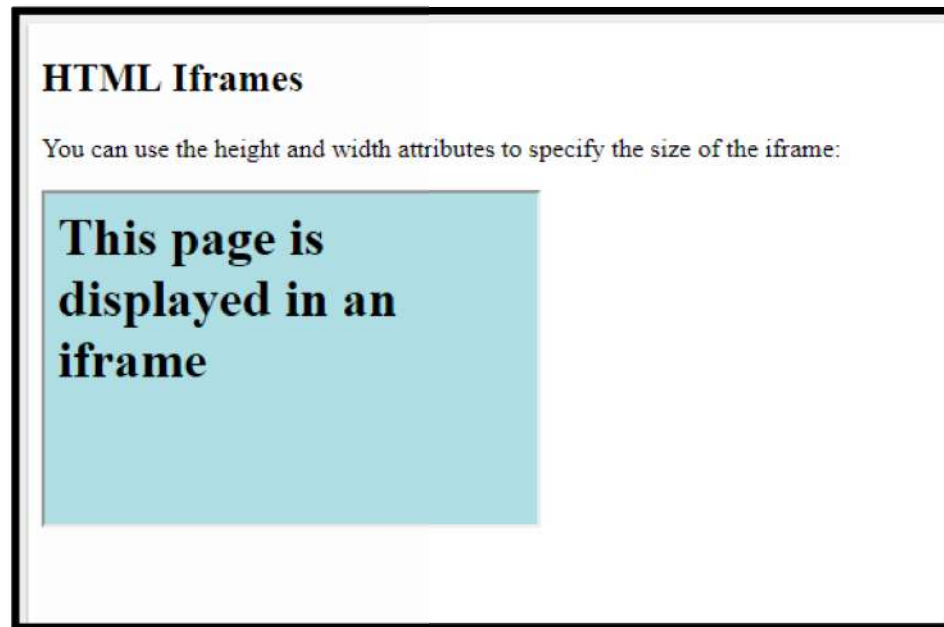 HTML Iframes
You can use the height and width attributes to specify the size of the iframe:
This page is
displayed in an
iframe